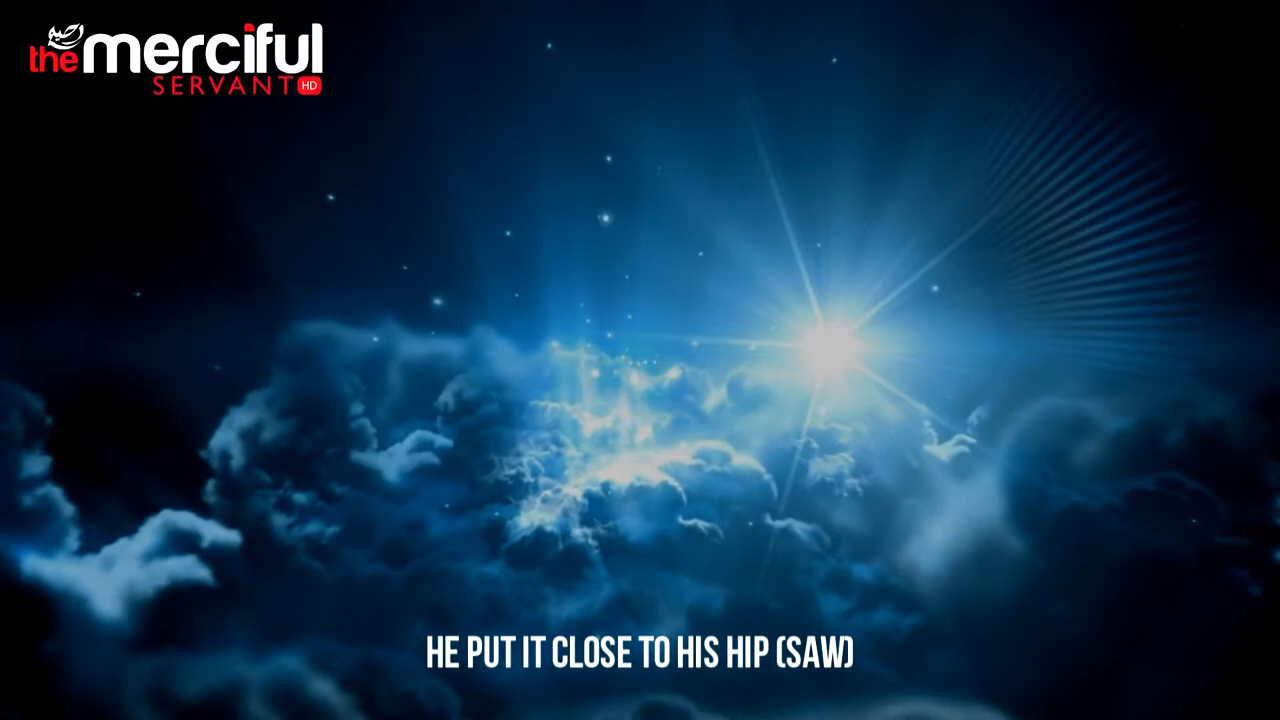 the merciful
SERVANT HD
HE PUT IT CLOSE TO HIS HIP (SAW)